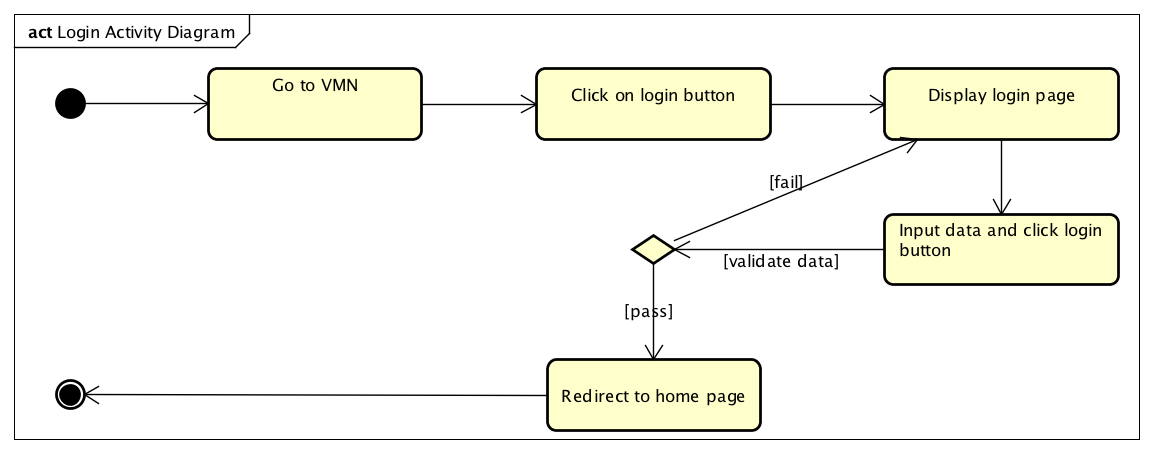 act Login Activity Diagram
Go to VMN
Click on login button
Display login page
[fail]
Input data and click login
button
[validate data]
[pass]
Redirect to home page